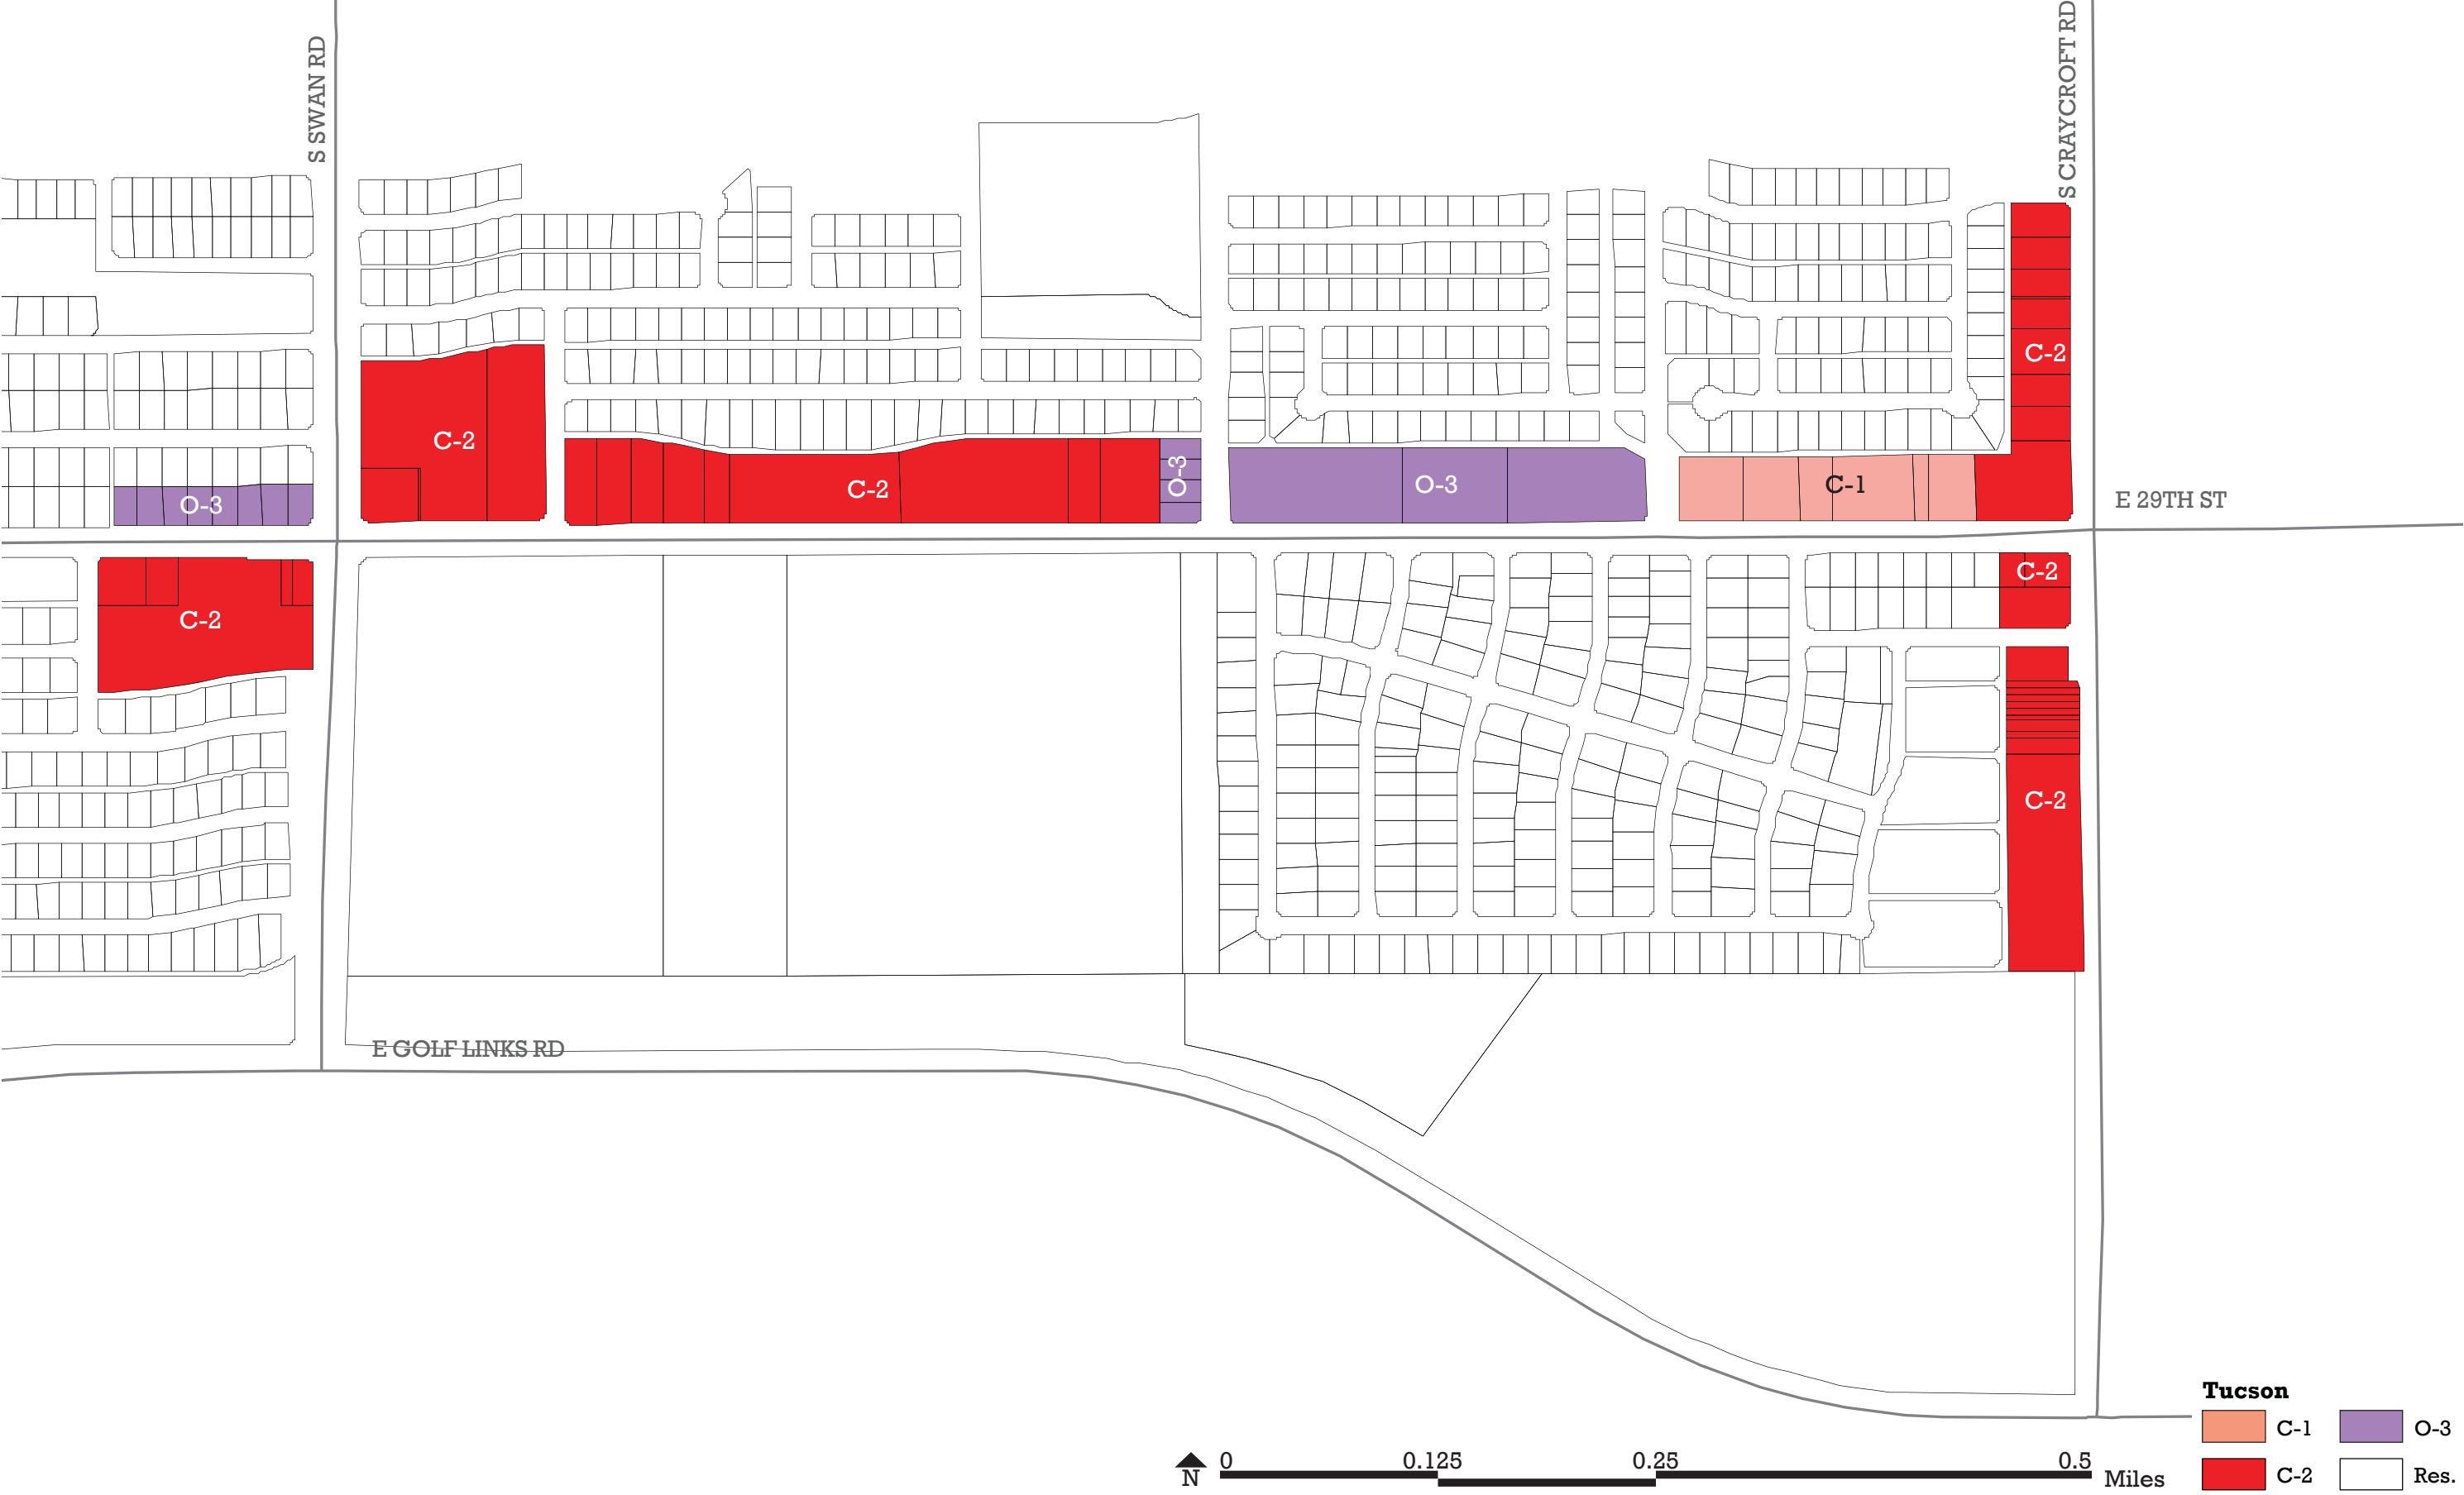 S SWAN RD
S CRAYCROFT RD
C-2
C-2
C-2
O-3
O-3
C-1
O-3
C-2
E 29TH ST
C-2
C-2
C-2
E GOLF LINKS RD
Tucson
C-1
O-3
C-2
Res.
0
0.125
0.25
0.5
N
Miles